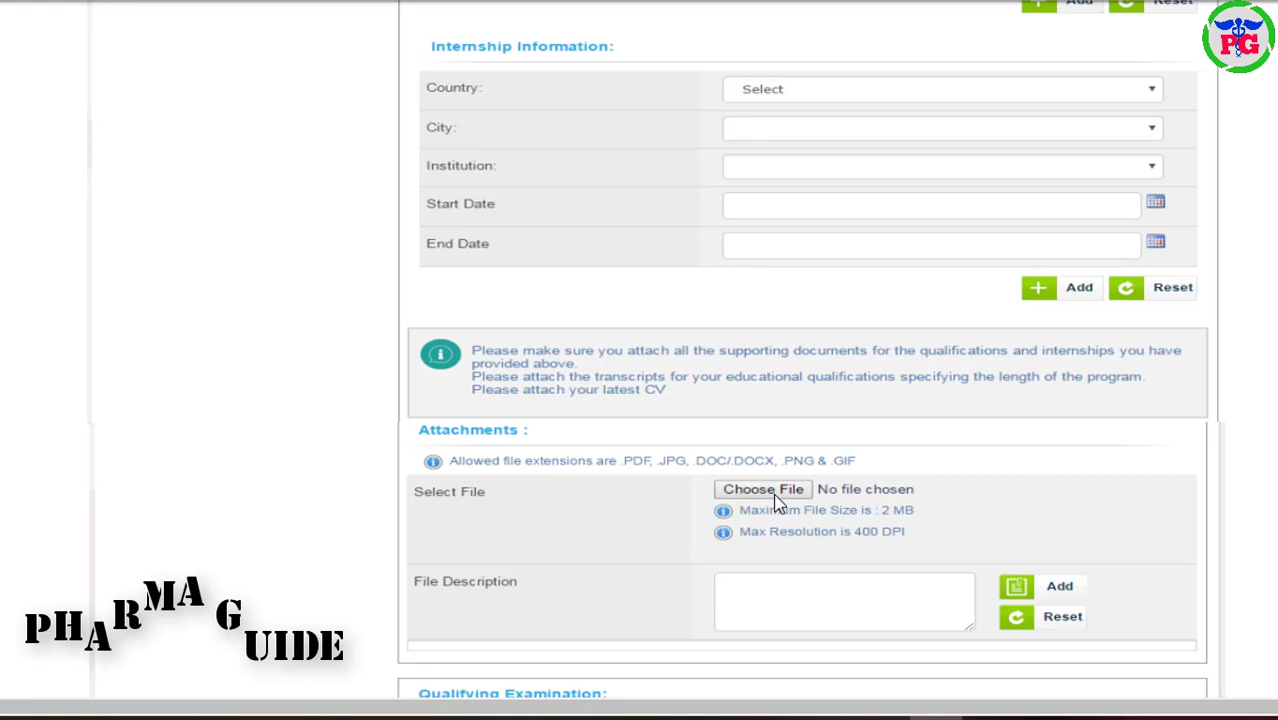 Add Reset
PG
Internship Information:
Country: Select
City:
Institution:
Start Date
End Date
Add Reset
Please make sure you attach all the supporting documents for the qualifications and internships you have
provided above.
Please attach the transcripts for your educational qualifications specifying the length of the program.
Please attach your latest CV
Attachments :
Allowed file extensions are .PDF, .JPG, .DOC/.DOCX, .PNG & .GIF
Select File Choose File No file chosen
Maximum File Size is : 2 MB
Max Resolution is 400 DPI
File Description Add
Reset
PHARMA GUIDE
Qualifying Examination: